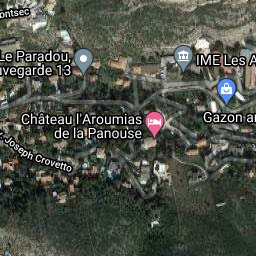 Le Paradou,
vegarde 13
IME Les A
Gazon ar
Château l'Aroumias
de la Panouse
Joseph Crovetto